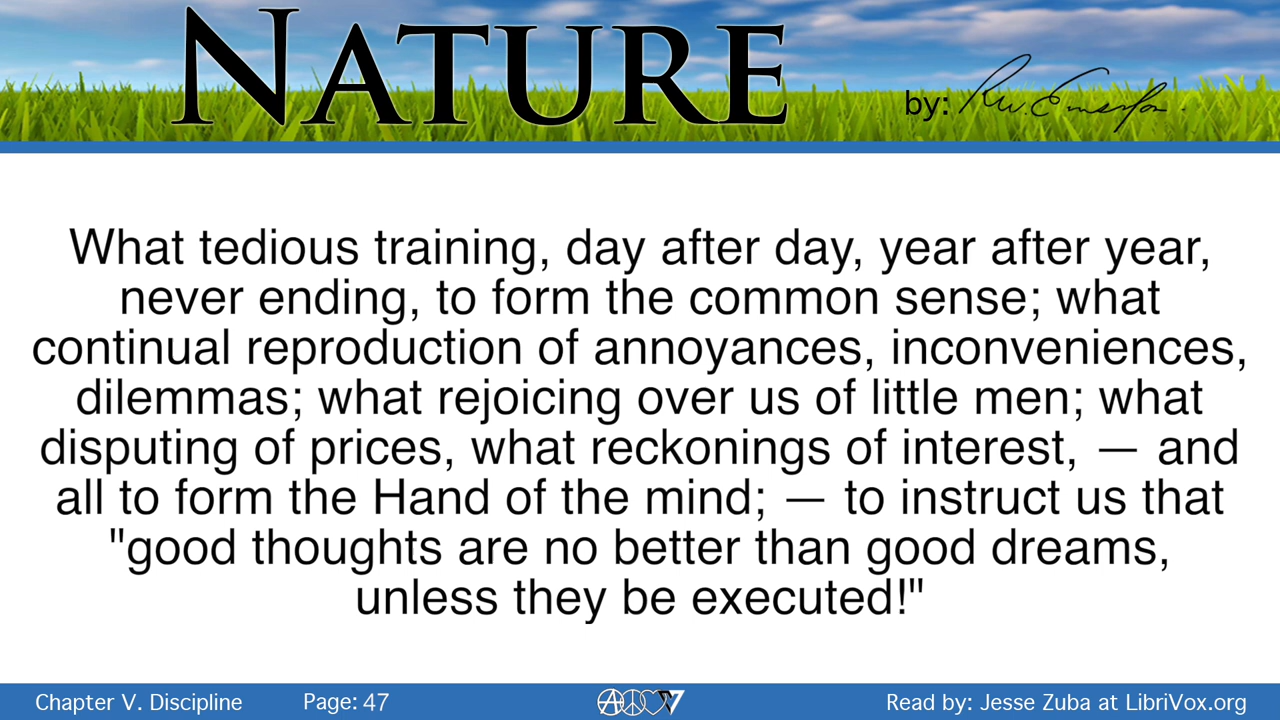 NATURE
by: R.W. Emerson.
What tedious training, day after day, year after year,
never ending, to form the common sense; what
continual reproduction of annoyances, inconveniences,
dilemmas; what rejoicing over us of little men; what
disputing of prices, what reckonings of interest, — and
all to form the Hand of the mind; — to instruct us that
"good thoughts are no better than good dreams,
unless they be executed!"
Chapter V. Discipline
Page: 47
Read by: Jesse Zuba at LibriVox.org